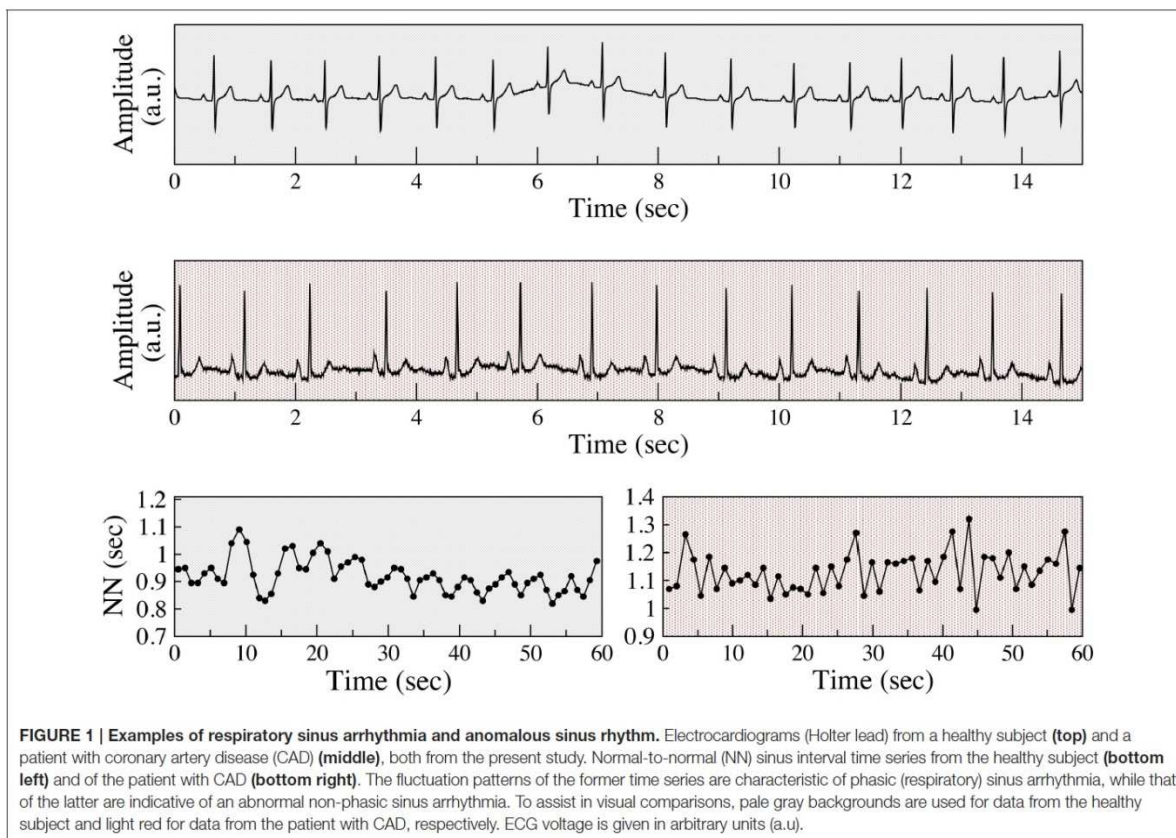 Amplitude
(a.u.)
0 2 4 6 8 10 12 14
Time (sec)
Amplitude
(a.u.)
0 2 4 6 8 10 12 14
Time (sec)
NN (sec)
1.2
1.1
1
0.9
0.8
0.7
0 10 20 30 40 50 60
Time (sec)
1.4
1.3
1.2
1.1
1
0.9
0 10 20 30 40 50 60
Time (sec)
FIGURE 1 | Examples of respiratory sinus arrhythmia and anomalous sinus rhythm. Electrocardiograms (Holter lead) from a healthy subject (top) and a
patient with coronary artery disease (CAD) (middle), both from the present study. Normal-to-normal (NN) sinus interval time series from the healthy subject (bottom
left) and of the patient with CAD (bottom right). The fluctuation patterns of the former time series are characteristic of phasic (respiratory) sinus arrhythmia, while that
of the latter are indicative of an abnormal non-phasic sinus arrhythmia. To assist in visual comparisons, pale gray backgrounds are used for data from the healthy
subject and light red for data from the patient with CAD, respectively. ECG voltage is given in arbitrary units (a.u).